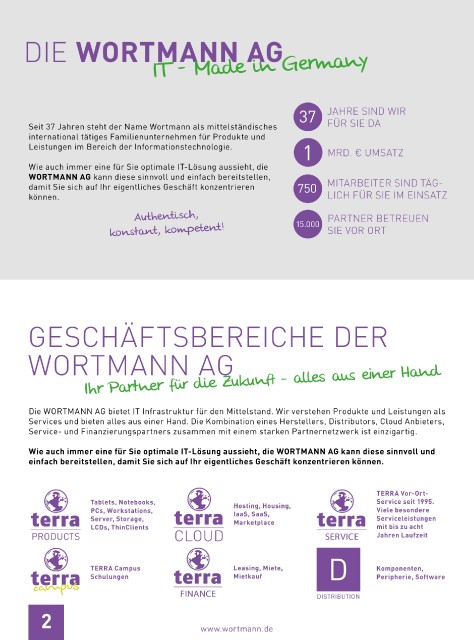 DIE WORTMANN AG
IT - Made in Germany
Seit 37 Jahren steht der Name Wortmann als mittelständisches
international tätiges Familienunternehmen für Produkte und
Leistungen im Bereich der Informationstechnologie.
Wie auch immer eine für Sie optimale IT-Lösung aussieht, die
WORTMANN AG kann diese sinnvoll und einfach bereitstellen,
damit Sie sich auf Ihr eigentliches Geschäft konzentrieren
können.
Authentisch,
konstant, kompetent!
37
JAHRE SIND WIR
FÜR SIE DA
1
MRD. € UMSATZ
750
MITARBEITER SIND TÄG-
LICH FÜR SIE IM EINSATZ
15.000
PARTNER BETREUEN
SIE VOR ORT
GESCHÄFTSBEREICHE DER
WORTMANN AG
Ihr Partner für die Zukunft - alles aus einer Hand
Die WORTMANN AG bietet IT Infrastruktur für den Mittelstand. Wir verstehen Produkte und Leistungen als
Services und bieten alles aus einer Hand. Die Kombination eines Herstellers, Distributors, Cloud Anbieters,
Service- und Finanzierungspartners zusammen mit einem starken Partnernetzwerk ist einzigartig.
Wie auch immer eine für Sie optimale IT-Lösung aussieht, die WORTMANN AG kann diese sinnvoll und
einfach bereitstellen, damit Sie sich auf Ihr eigentliches Geschäft konzentrieren können.
terra
PRODUCTS
Tablets, Notebooks,
PCs, Workstations,
Server, Storage,
LCDs, ThinClients
terra
CLOUD
Hosting, Housing,
IaaS, SaaS,
Marketplace
terra
SERVICE
TERRA Vor-Ort-
Service seit 1995.
Viele besondere
Serviceleistungen
mit bis zu acht
Jahren Laufzeit
terra
campus
TERRA Campus
Schulungen
terra
FINANCE
Leasing, Miete,
Mietkauf
D
DISTRIBUTION
Komponenten,
Peripherie, Software
2
www.wortmann.de